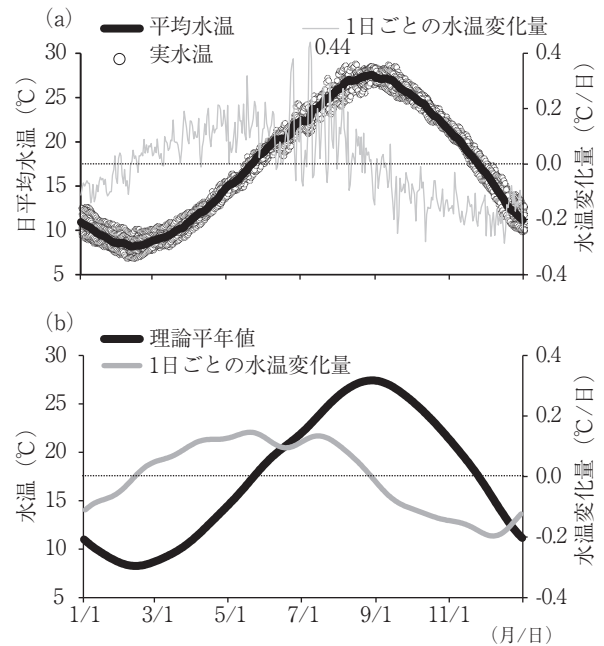 (a)
平均水温
1日ごとの水温変化量
実水温
0.44
30
25
20
15
10
5
日平均水温（℃）
0.4
0.2
0.0
-0.2
-0.4
水温変化量（℃/日）
(b)
理論平年値
1日ごとの水温変化量
30
25
20
15
10
5
水温（℃）
0.4
0.2
0.0
-0.2
-0.4
水温変化量（℃/日）
1/1 3/1 5/1 7/1 9/1 11/1
（月/日）